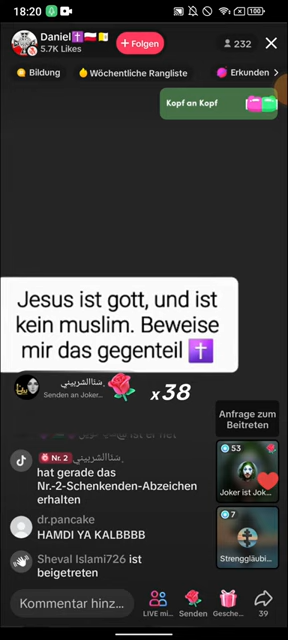 18:20
Daniel✝️🇵🇱🇻🇦
5.7K Likes
+ Folgen
232
Bildung
Wöchentliche Rangliste
Erkunden >
Kopf an Kopf
Jesus ist gott, und ist
kein muslim. Beweise
mir das gegenteil ✝️
Senden an Joker...
x38
Anfrage zum
Beitreten
Nr. 2
hat gerade das
Nr.-2-Schenkenden-Abzeichen
erhalten
53
Joker ist Jok...
dr.pancake
HAMDI YA KALBBBB
7
Strenggläubi...
Sheval Islami726 ist
beigetreten
Kommentar hinz...
LIVE mi...
Senden
Gesche...
39